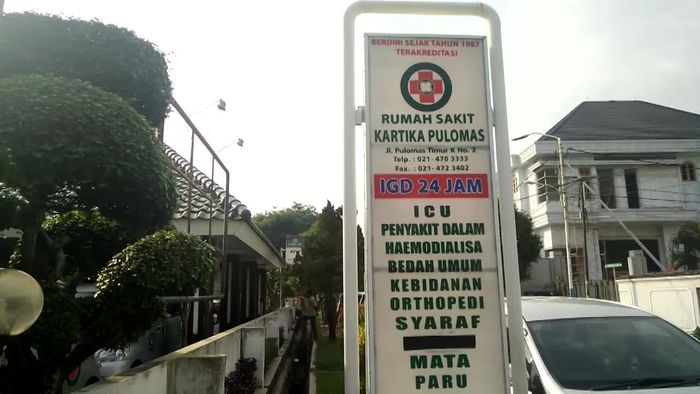 BERDIRI SEJAK TAHUN 1987
TERAKREDITASI
RUMAH SAKIT
KARTIKA PULOMAS
Jl. Pulomas Timur K No. 2
Telp. : 021- 470 3333
Fax. : 021- 472 3402
IGD 24 JAM
ICU
PENYAKIT DALAM
HAEMODIALISA
BEDAH UMUM
KEBIDANAN
ORTHOPEDI
SYARAF
MATA
PARU